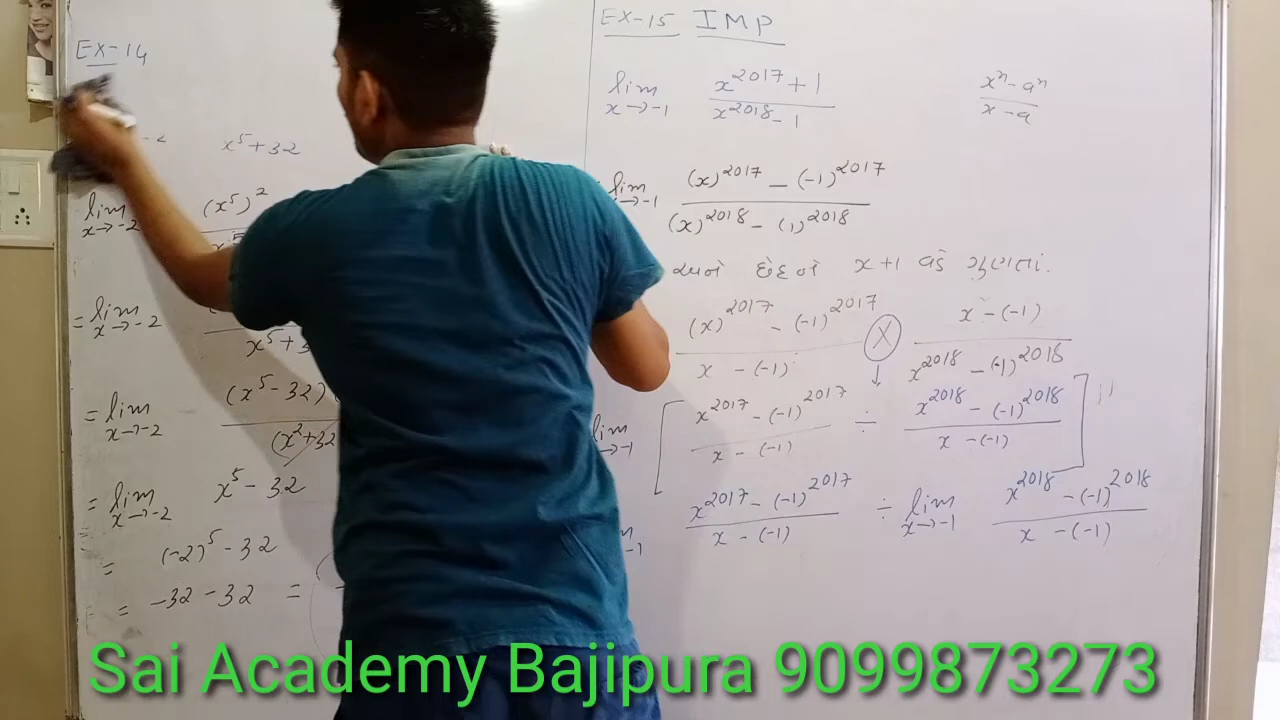 EX-14
x⁵+32
lim x→-2 (x⁵)²
= lim x→-2 x⁵+3
= lim x→-2 (x⁵-32) / (x²+32
= lim x→-2 x⁵-32
= (-2)⁵-32
= -32-32 =
EX-15 IMP
lim x→-1 x²⁰¹⁷+1 / x²⁰¹⁸-1
xⁿ-aⁿ / x-a
lim x→-1 (x)²⁰¹⁷-(-1)²⁰¹⁷ / (x)²⁰¹⁸-(1)²⁰¹⁸
છેદને x+1 વડે ગુણતાં.
(x)²⁰¹⁷-(-1)²⁰¹⁷ / x-(-1) × x-(-1) / x²⁰¹⁸-(-1)²⁰¹⁸
lim x→-1 [ x²⁰¹⁷-(-1)²⁰¹⁷ / x-(-1) ÷ x²⁰¹⁸-(-1)²⁰¹⁸ / x-(-1) ]
x²⁰¹⁷-(-1)²⁰¹⁷ / x-(-1) ÷ lim x→-1 x²⁰¹⁸-(-1)²⁰¹⁸ / x-(-1)
Sai Academy Bajipura 9099873273